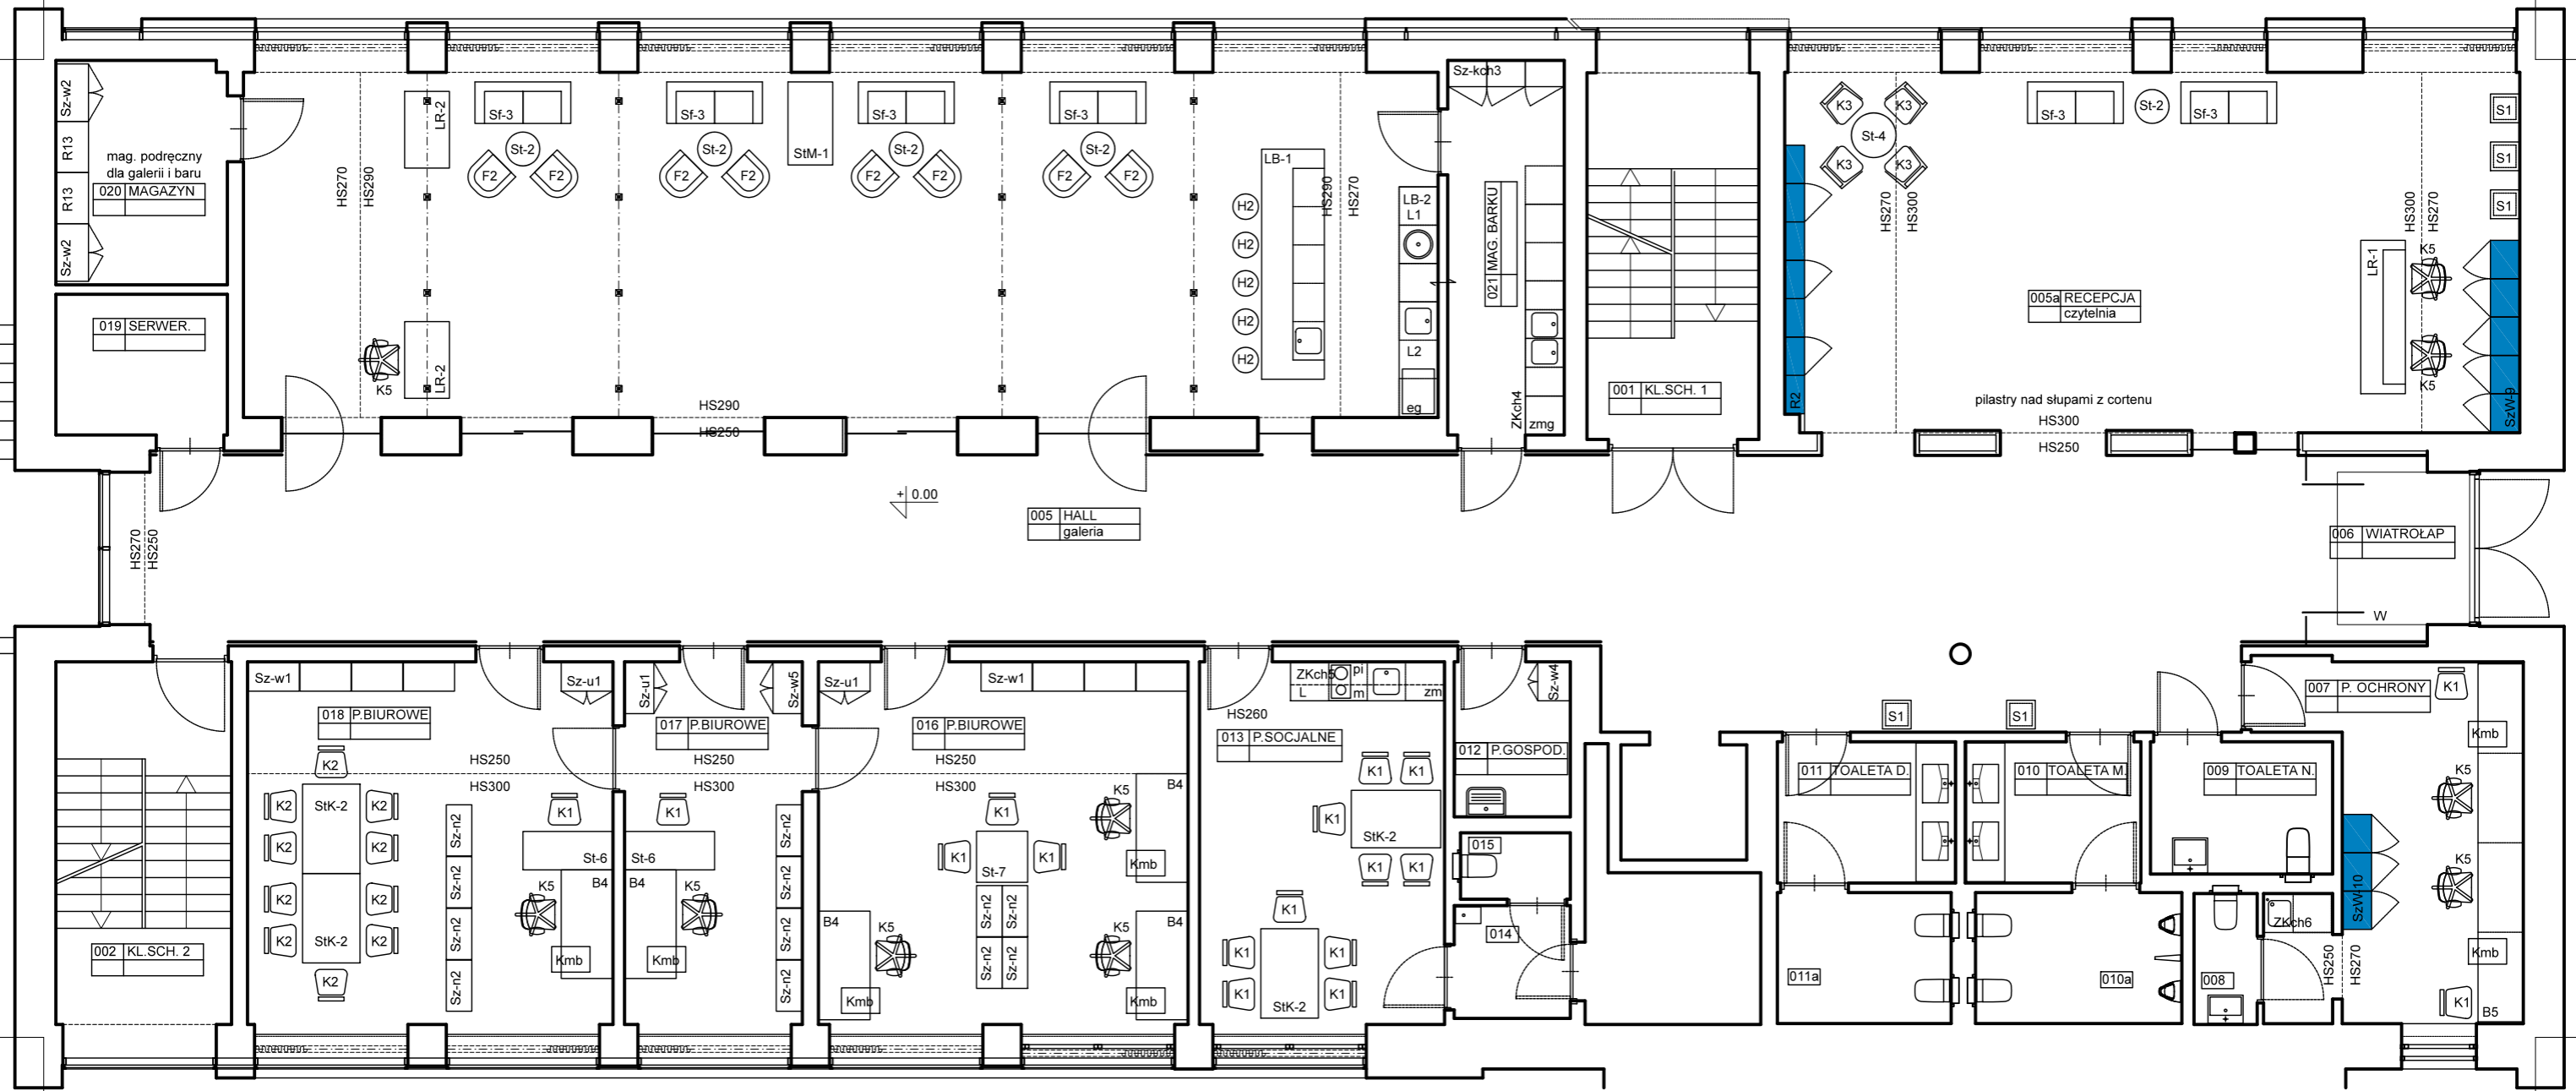 Sz-w2
R13
R13
Sz-w2
mag. podręczny
dla galerii i baru
020 MAGAZYN
019 SERWER.
HS270
HS290
LR-2
K5
LR-2
Sf-3
St-2
F2
F2
Sf-3
St-2
F2
F2
StM-1
Sf-3
St-2
F2
F2
Sf-3
St-2
F2
F2
HS290
HS250
LB-1
H2
H2
H2
H2
H2
HS290
HS270
LB-2
L1
L2
eg
Sz-kch3
021 MAG. BARKU
ZKch4
zmg
001 KL.SCH. 1
R2
K3
K3
St-4
K3
K3
HS270
HS300
Sf-3
St-2
Sf-3
S1
S1
S1
HS300
HS270
005a RECEPCJA
czytelnia
LR-1
K5
K5
SzW-9
pilastry nad słupami z cortenu
HS300
HS250
HS270
HS250
+ 0.00
005 HALL
galeria
006 WIATROŁAP
W
002 KL.SCH. 2
Sz-w1
Sz-u1
018 P.BIUROWE
HS250
HS300
K2
StK-2
K2
K2
K2
K2
K2
K2
StK-2
K2
K2
K2
Sz-n2
Sz-n2
Sz-n2
Sz-n2
K1
St-6
B4
K5
Kmb
Sz-u1
Sz-w5
017 P.BIUROWE
HS250
HS300
K1
St-6
B4
K5
Kmb
Sz-n2
Sz-n2
Sz-n2
Sz-n2
Sz-u1
Sz-w1
016 P.BIUROWE
HS250
HS300
K1
K1
K1
St-7
Sz-n2
Sz-n2
Sz-n2
Sz-n2
B4
K5
Kmb
B4
K5
Kmb
B4
K5
Kmb
ZKch5
L
pi
m
zm
HS260
013 P.SOCJALNE
K1
K1
K1
StK-2
K1
K1
K1
K1
K1
K1
K1
StK-2
Sz-w4
012 P.GOSPOD.
015
014
S1
S1
011 TOALETA D.
010 TOALETA M.
009 TOALETA N.
011a
010a
008
ZKch6
HS250
HS270
007 P. OCHRONY
K1
Kmb
K5
K5
SzW-10
Kmb
K1
B5